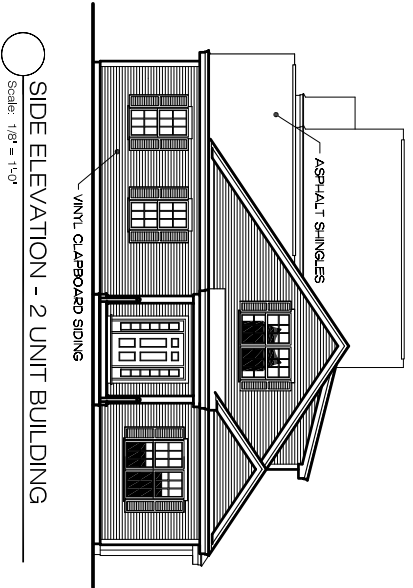 ASPHALT SHINGLES
VINYL CLAPBOARD SIDING
SIDE ELEVATION - 2 UNIT BUILDING
Scale: 1/8" = 1'-0"